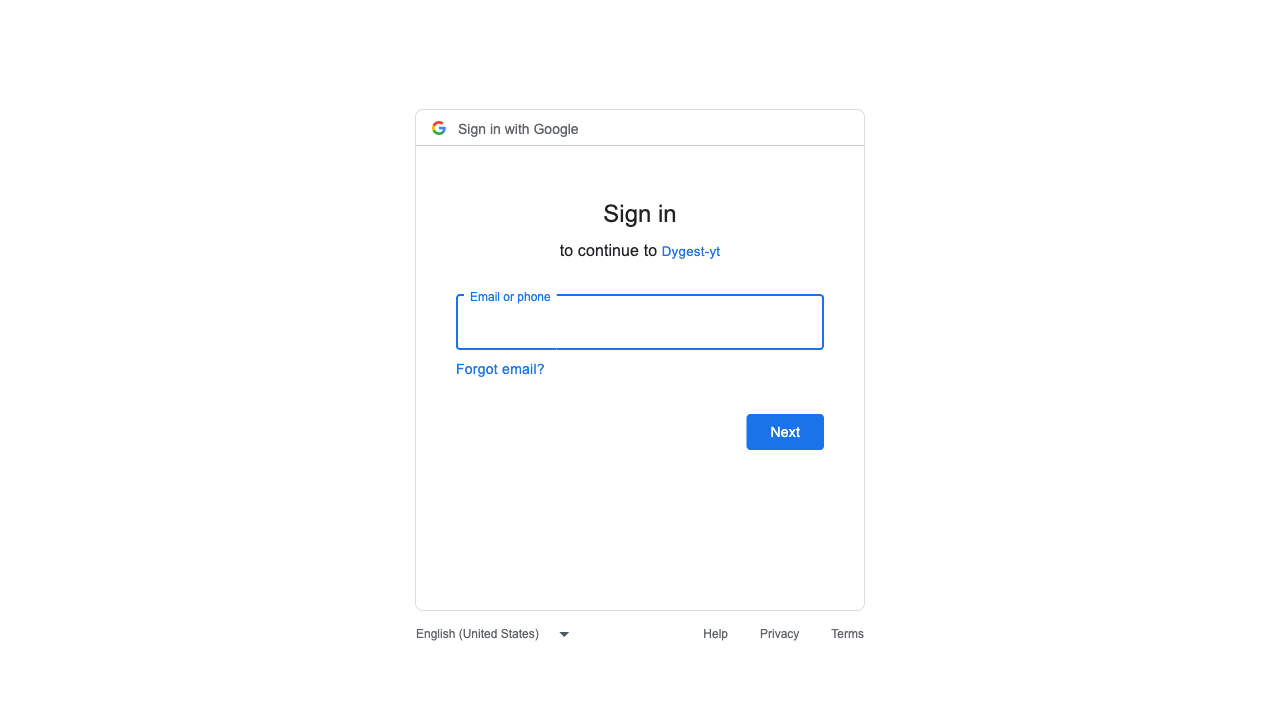 Sign in with Google
Sign in
to continue to Dygest-yt
Email or phone
Forgot email?
Next
English (United States)
Help
Privacy
Terms